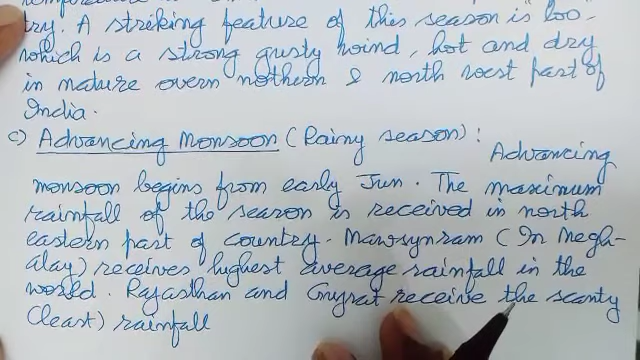 try. A striking feature of this season is loo.
which is a strong gusty wind, hot and dry
in nature overn nothern & north west part of
India.
c) Advancing Monsoon (Rainy season) :
Advancing
monsoon begins from early Jun. The maximum
rainfall of the season is received in north
eastern part of country. Mawsynram (In Megh-
alay) receives highest average rainfall in the
world. Rajasthan and Gujrat receive the scanty
(least) rainfall